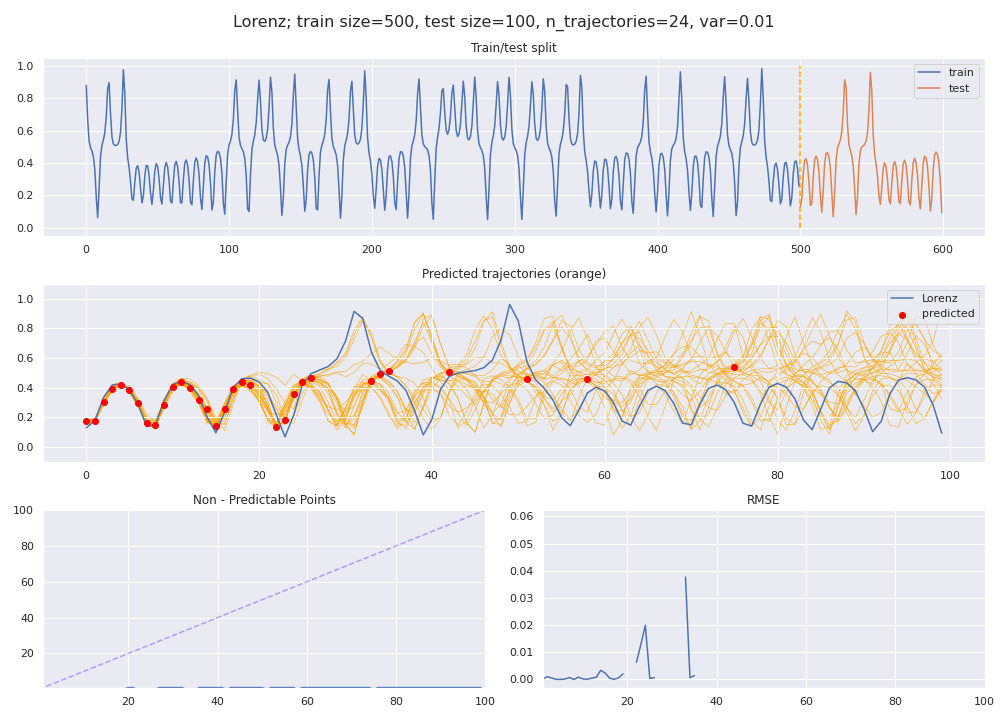 Lorenz; train size=500, test size=100, n_trajectories=24, var=0.01
Train/test split
1.0
0.8
0.6
0.4
0.2
0.0
train
test
0 100 200 300 400 500 600
Predicted trajectories (orange)
1.0
0.8
0.6
0.4
0.2
0.0
Lorenz
predicted
0 20 40 60 80 100
Non - Predictable Points
100
80
60
40
20
20 40 60 80 100
RMSE
0.06
0.05
0.04
0.03
0.02
0.01
0.00
20 40 60 80 100